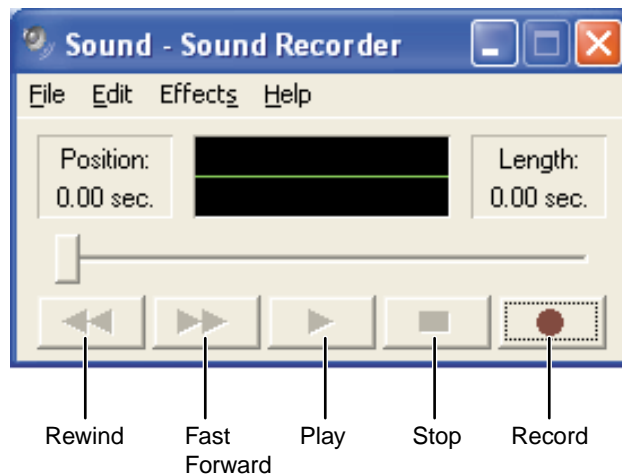 Sound - Sound Recorder
File Edit Effects Help
Position:
0.00 sec.
Length:
0.00 sec.
Rewind
Fast
Forward
Play
Stop
Record